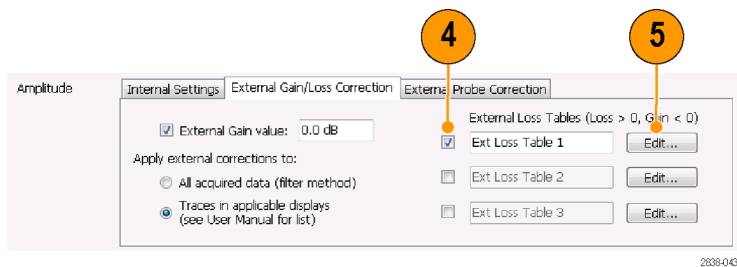 4 5
Amplitude
Internal Settings External Gain/Loss Correction External Probe Correction
External Gain value: 0.0 dB
External Loss Tables (Loss > 0, Gain < 0)
Ext Loss Table 1 Edit...
Apply external corrections to:
All acquired data (filter method)
Ext Loss Table 2 Edit...
Traces in applicable displays
(see User Manual for list)
Ext Loss Table 3 Edit...
2838-043